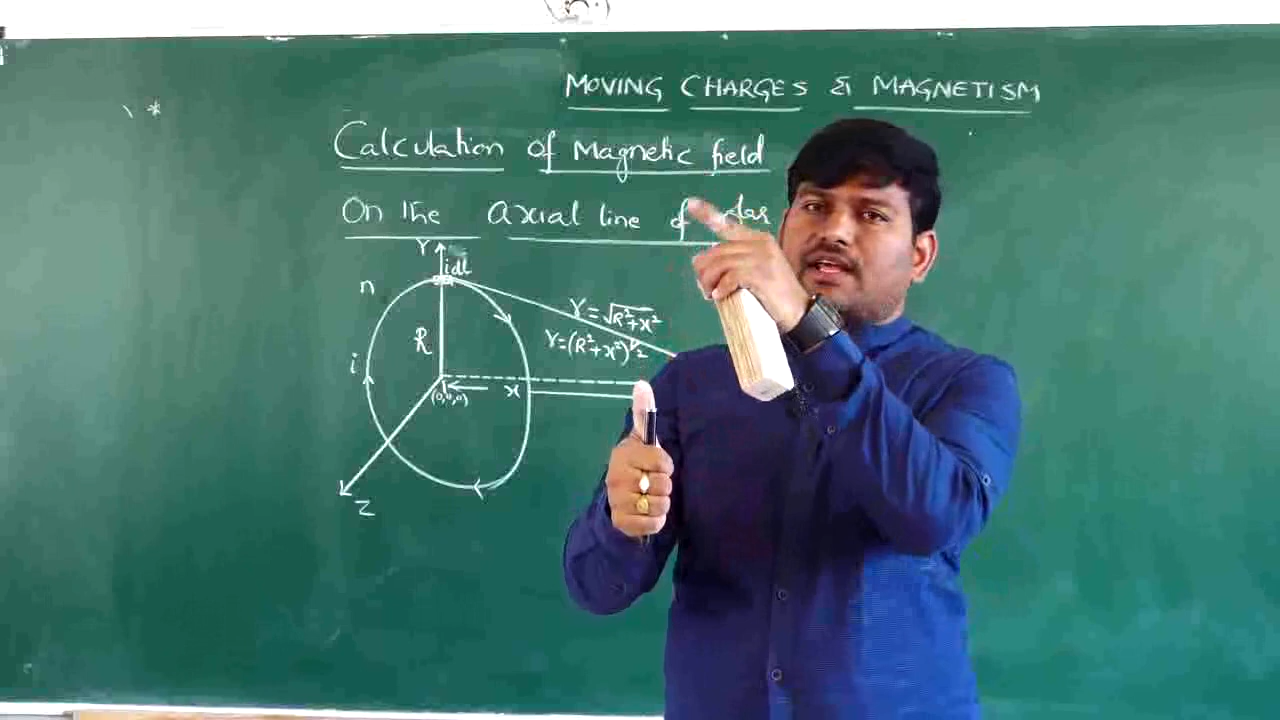 MOVING CHARGES & MAGNETISM
Calculation of Magnetic field
On the axial line of
Y
idl
n
R
i
γ=√R²+x²
γ=(R²+x²)^1/2
x
(0,0,0)
Z